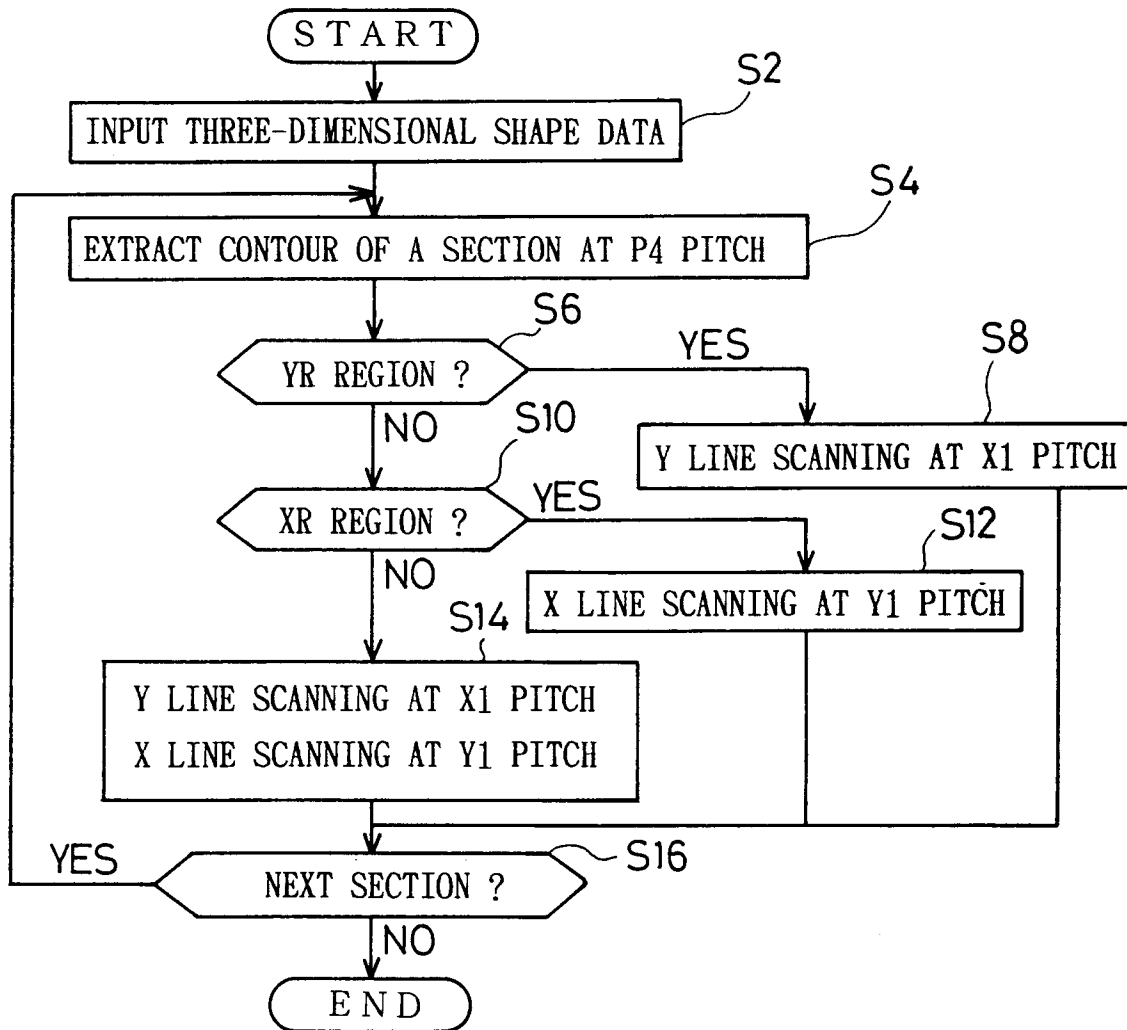 START
S2
INPUT THREE-DIMENSIONAL SHAPE DATA
S4
EXTRACT CONTOUR OF A SECTION AT P4 PITCH
S6
YES
YR REGION ?
S8
NO
Y LINE SCANNING AT X1 PITCH
S10
YES
XR REGION ?
S12
NO
X LINE SCANNING AT Y1 PITCH
S14
Y LINE SCANNING AT X1 PITCH
X LINE SCANNING AT Y1 PITCH
S16
YES
NEXT SECTION ?
NO
END